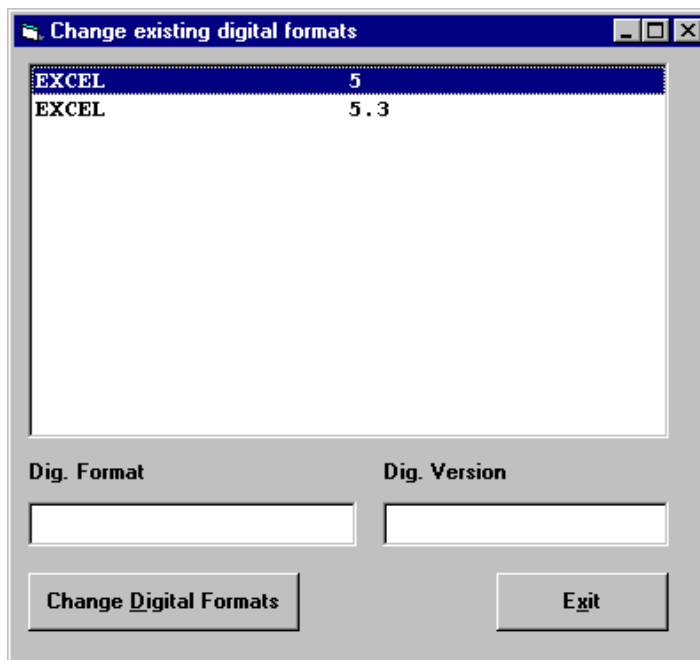 Change existing digital formats
EXCEL 5
EXCEL 5.3
Dig. Format Dig. Version
Change Digital Formats Exit